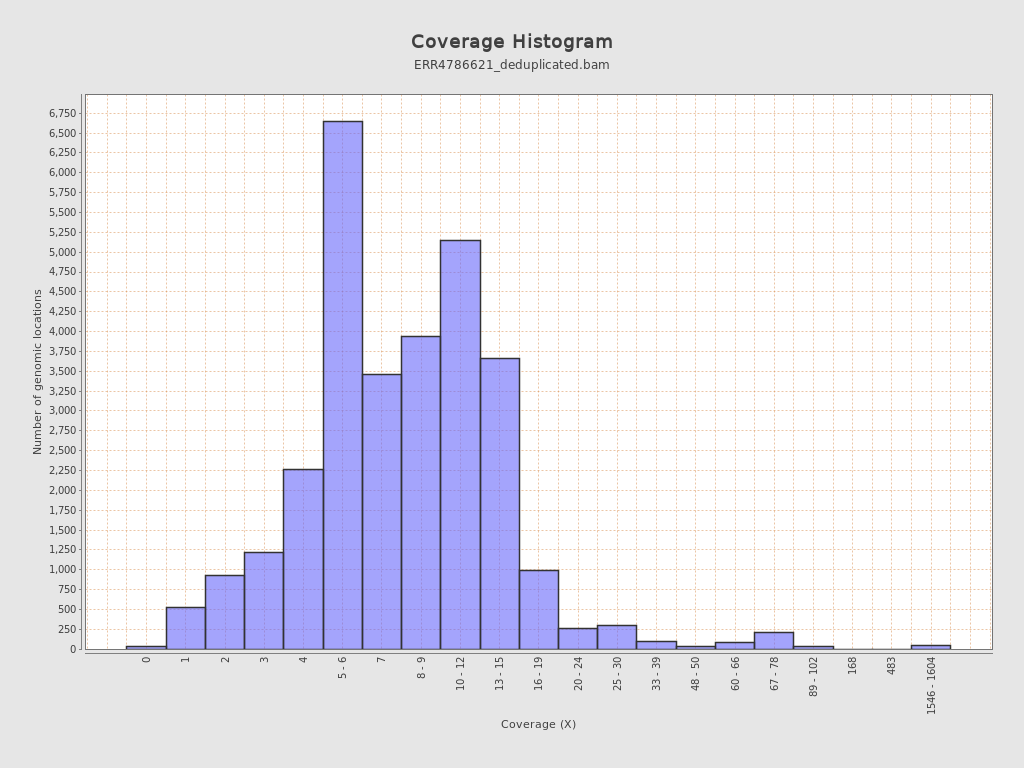 Coverage Histogram
ERR4786621_deduplicated.bam
Number of genomic locations
6,750
6,500
6,250
6,000
5,750
5,500
5,250
5,000
4,750
4,500
4,250
4,000
3,750
3,500
3,250
3,000
2,750
2,500
2,250
2,000
1,750
1,500
1,250
1,000
750
500
250
0
0
1
2
3
4
5 - 6
7
8 - 9
10 - 12
13 - 15
16 - 19
20 - 24
25 - 30
33 - 39
48 - 50
60 - 66
67 - 78
89 - 102
168
483
1546 - 1604
Coverage (X)